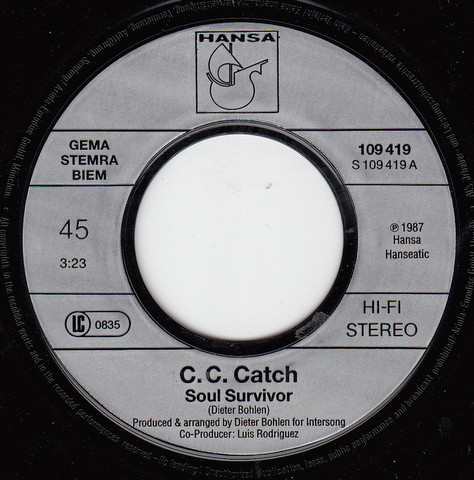 HANSA
GEMA
STEMRA
BIEM
109 419
S 109 419 A
45
3:23
℗ 1987
Hansa
Hanseatic
LC 0835
HI-FI
STEREO
C.C. Catch
Soul Survivor
(Dieter Bohlen)
Produced & arranged by Dieter Bohlen for Intersong
Co-Producer: Luis Rodriguez